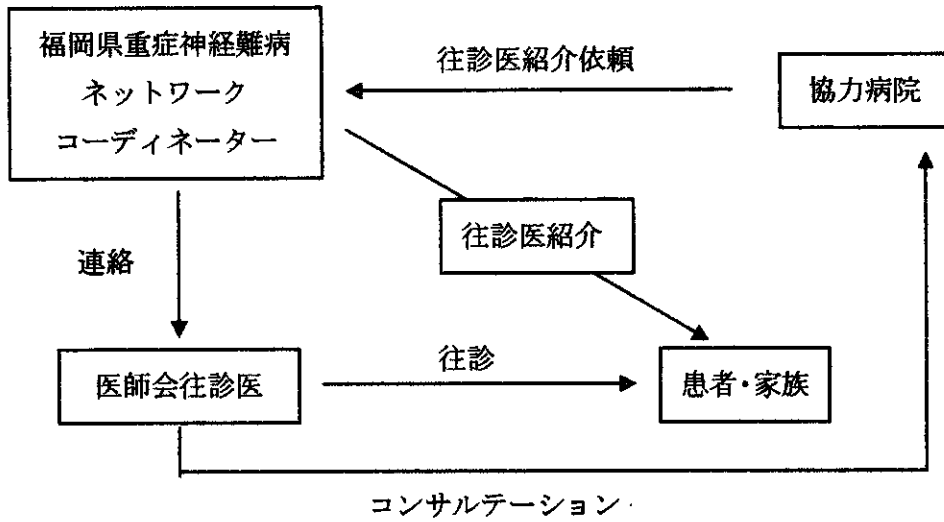 福岡県重症神経難病
ネットワーク
コーディネーター
往診医紹介依頼
協力病院
往診医紹介
連絡
往診
医師会往診医
患者・家族
コンサルテーション